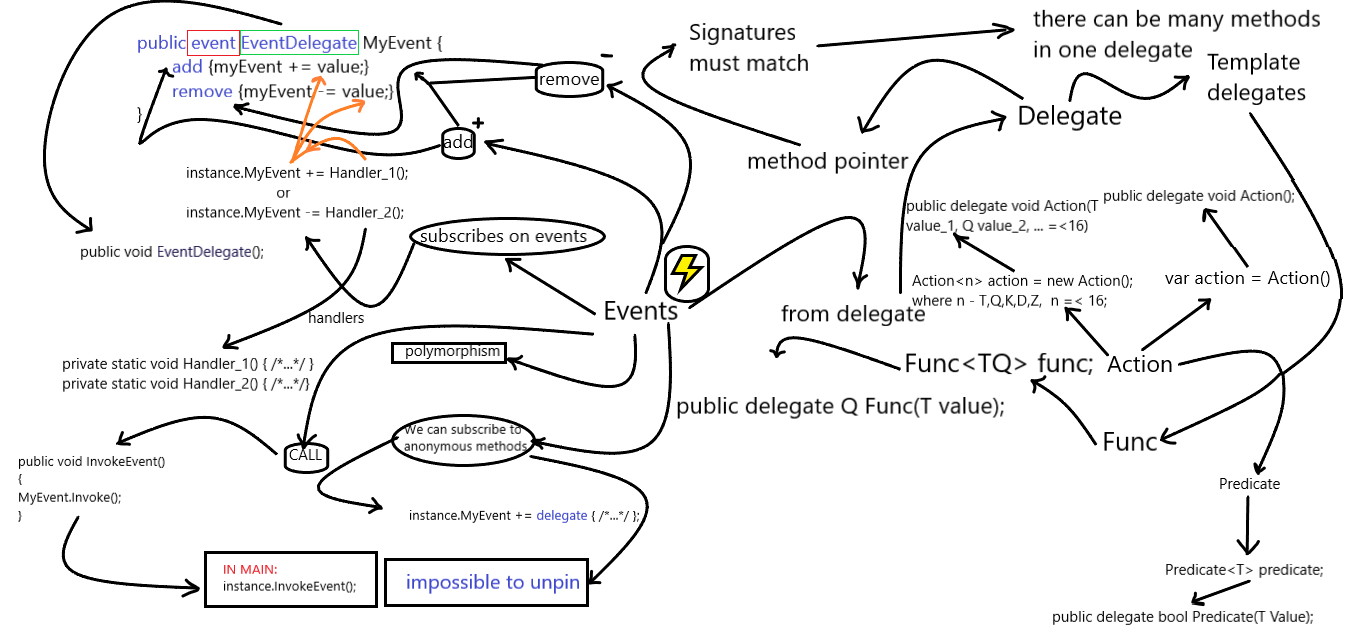 public event EventDelegate MyEvent {
add {myEvent += value;}
remove {myEvent -= value;}
}
remove
-
add
+
instance.MyEvent += Handler_1();
or
instance.MyEvent -= Handler_2();
public void EventDelegate();
subscribes on events
handlers
private static void Handler_1() { /*...*/ }
private static void Handler_2() { /*...*/}
Events
polymorphism
We can subscribe to
anonymous methods
CALL
public void InvokeEvent()
{
MyEvent.Invoke();
}
instance.MyEvent += delegate { /*...*/ };
IN MAIN:
instance.InvokeEvent();
impossible to unpin
Signatures
must match
there can be many methods
in one delegate
Template
delegates
Delegate
method pointer
public delegate void Action(T
value_1, Q value_2, ... =<16)
public delegate void Action();
Action<n> action = new Action();
where n - T,Q,K,D,Z,  n =< 16;
var action = Action()
from delegate
Func<TQ> func;
Action
public delegate Q Func(T value);
Func
Predicate
Predicate<T> predicate;
public delegate bool Predicate(T Value);